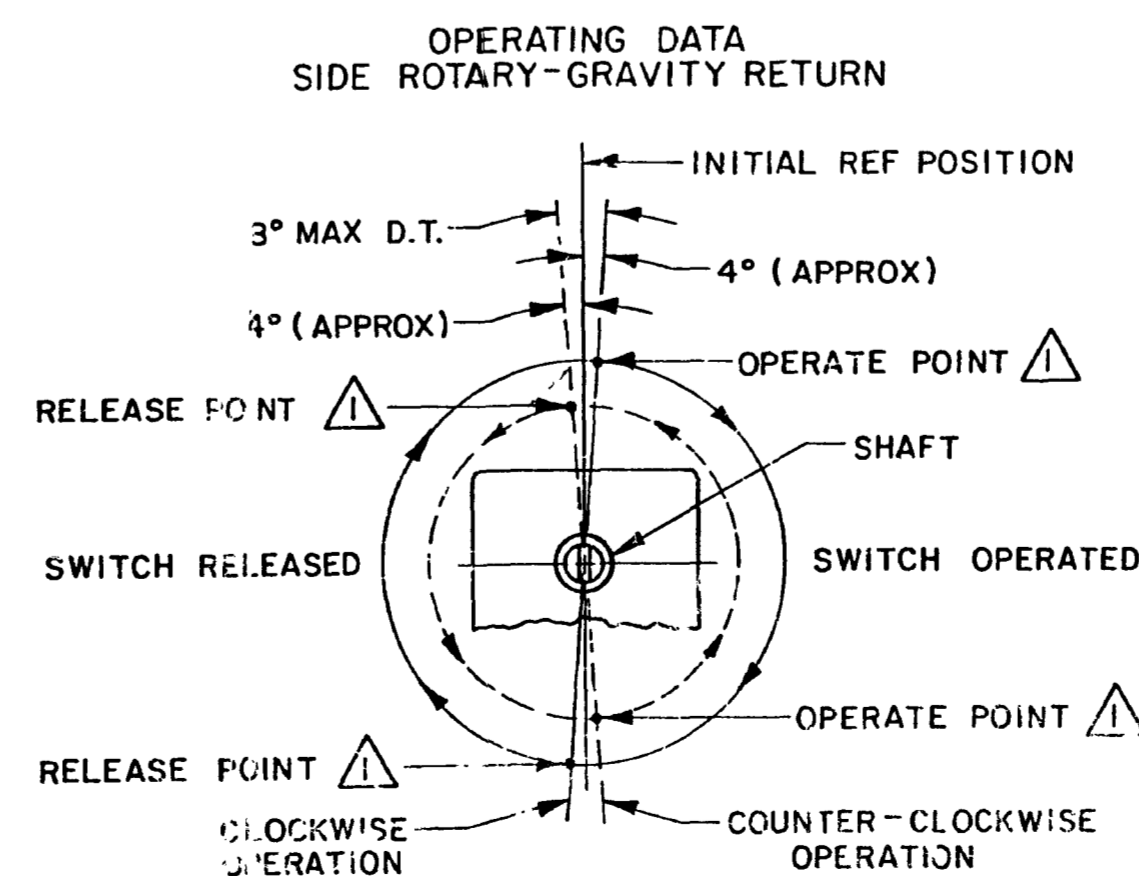 OPERATING DATA
SIDE ROTARY-GRAVITY RETURN
INITIAL REF POSITION
3° MAX D.T.
4° (APPROX)
4° (APPROX)
OPERATE POINT 1
RELEASE POINT 1
SHAFT
SWITCH RELEASED
SWITCH OPERATED
OPERATE POINT 1
RELEASE POINT 1
CLOCKWISE
OPERATION
COUNTER-CLOCKWISE
OPERATION